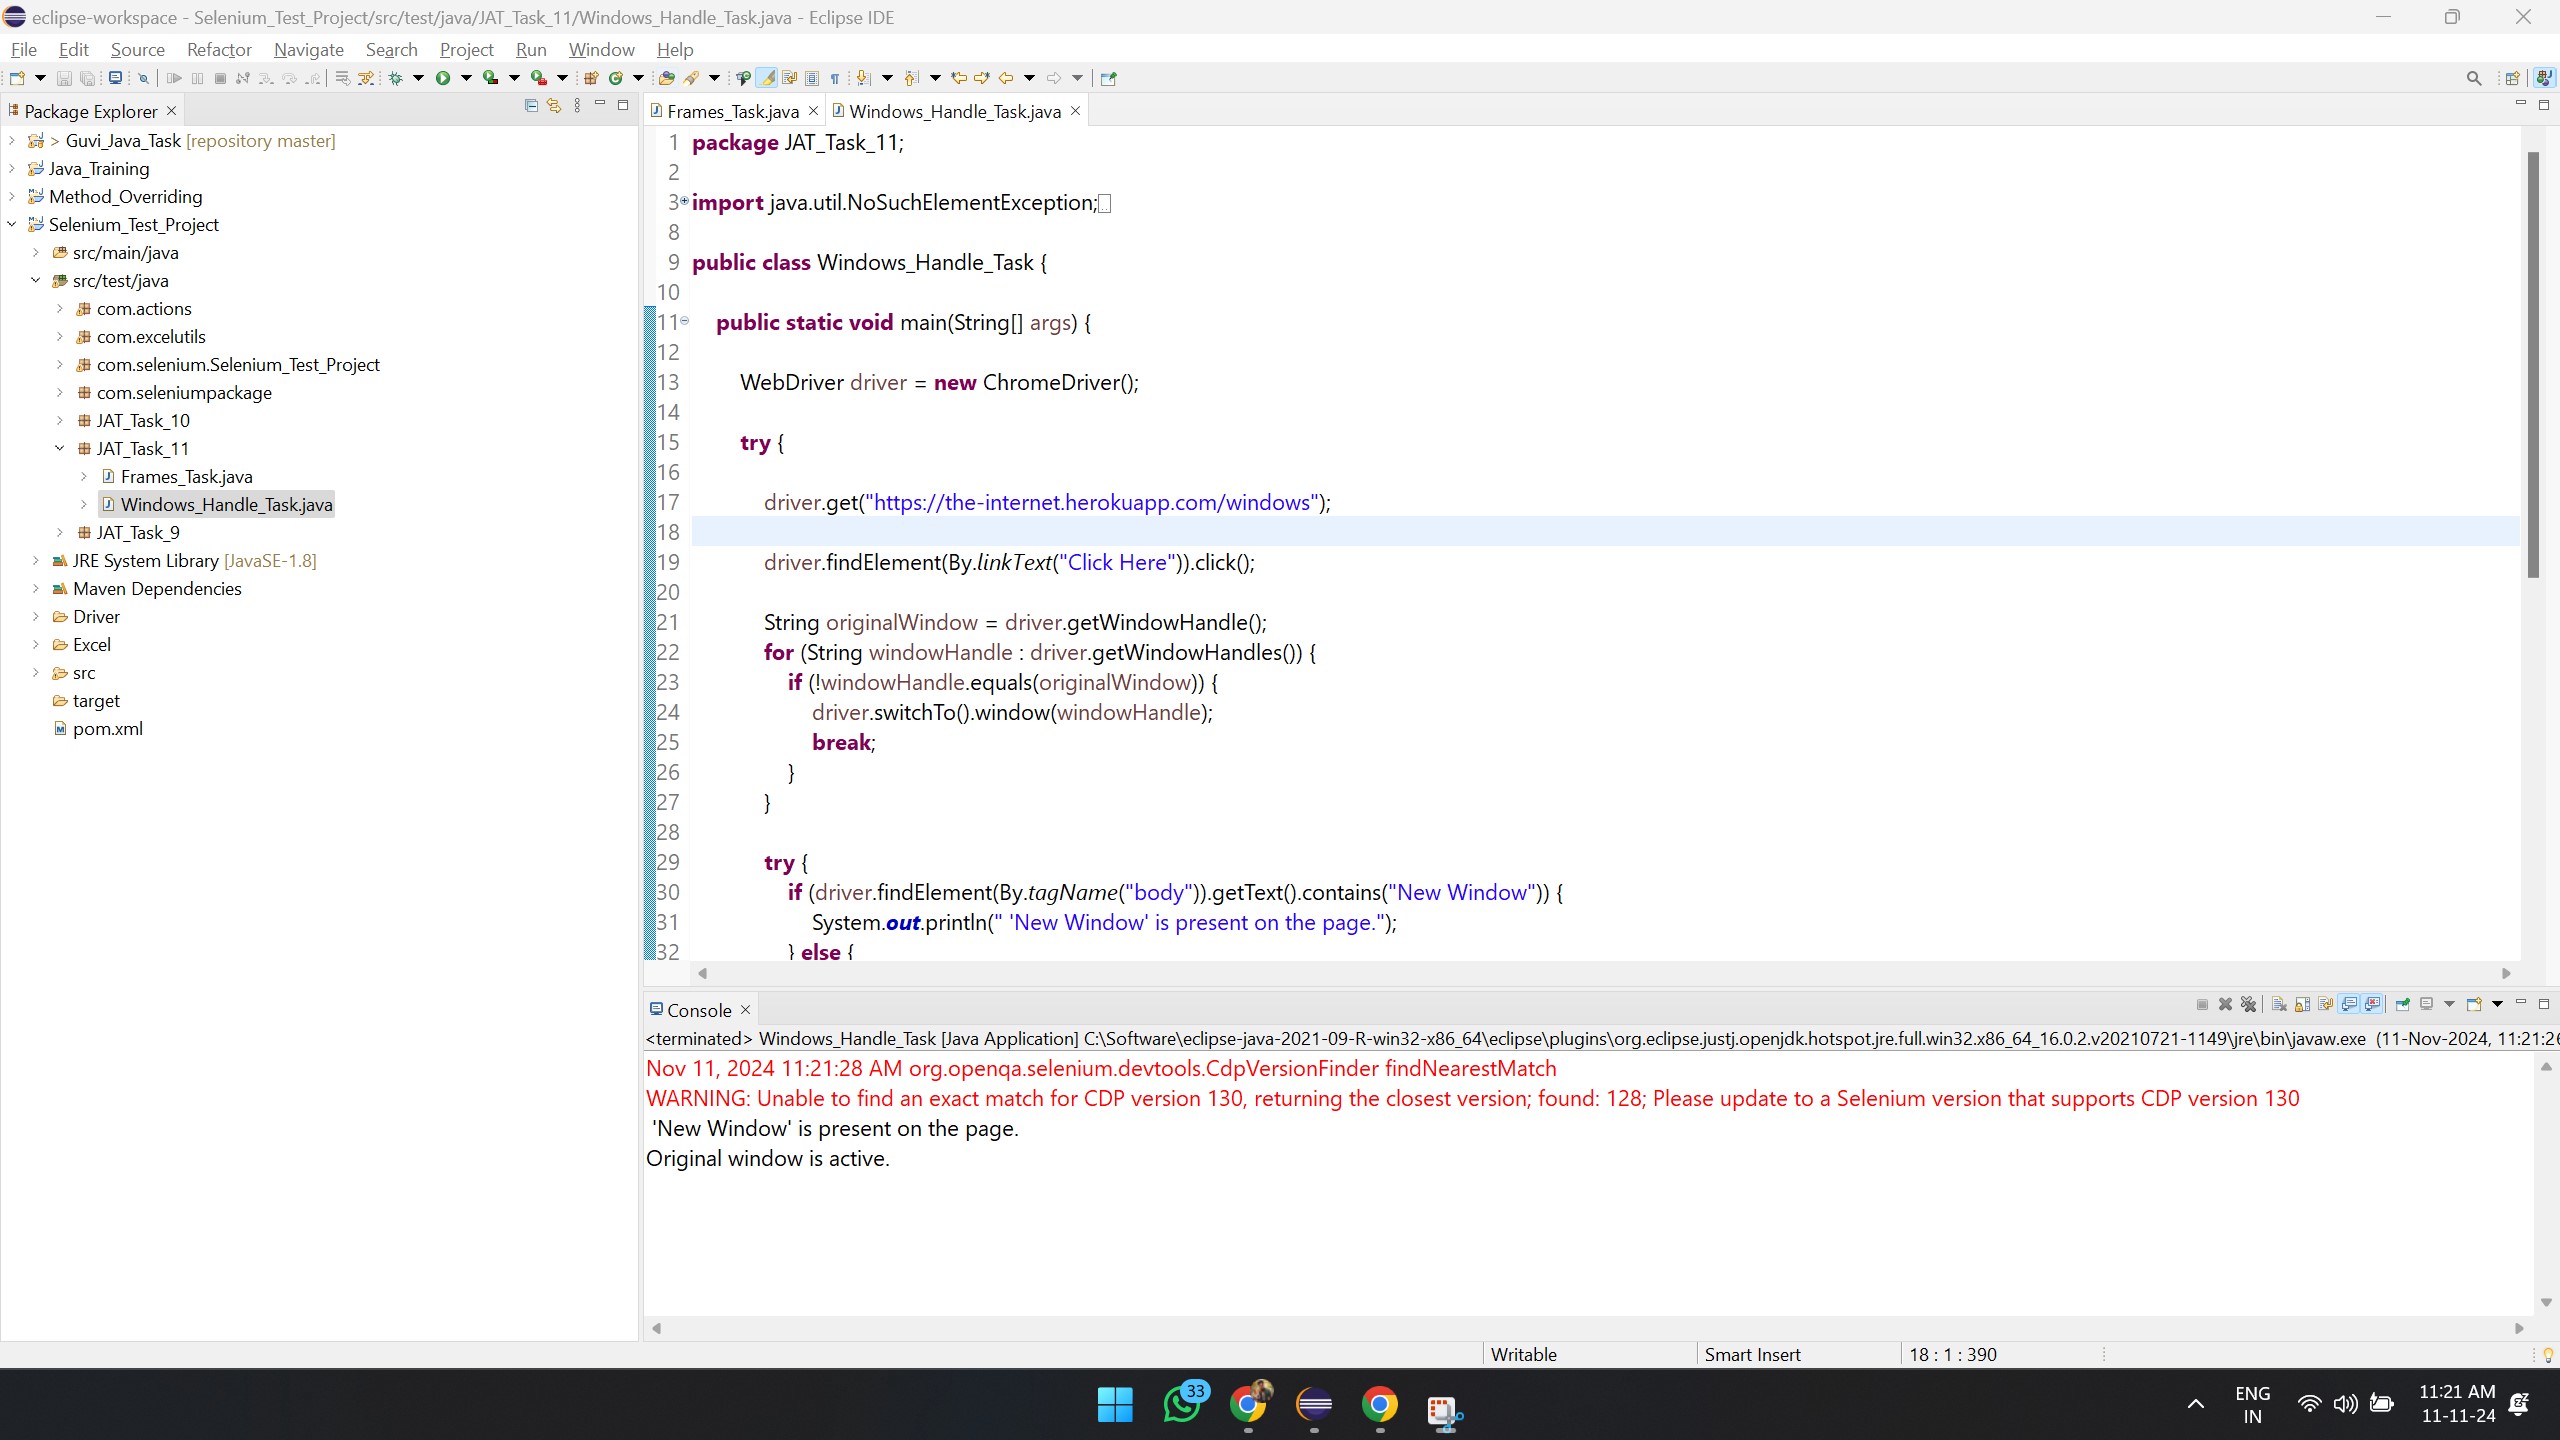 eclipse-workspace - Selenium_Test_Project/src/test/java/JAT_Task_11/Windows_Handle_Task.java - Eclipse IDE
File Edit Source Refactor Navigate Search Project Run Window Help
Package Explorer
> Guvi_Java_Task [repository master]
Java_Training
Method_Overriding
Selenium_Test_Project
src/main/java
src/test/java
com.actions
com.excelutils
com.selenium.Selenium_Test_Project
com.seleniumpackage
JAT_Task_10
JAT_Task_11
Frames_Task.java
Windows_Handle_Task.java
JAT_Task_9
JRE System Library [JavaSE-1.8]
Maven Dependencies
Driver
Excel
src
target
pom.xml
Frames_Task.java Windows_Handle_Task.java
1 package JAT_Task_11;
2
3 import java.util.NoSuchElementException;
8
9 public class Windows_Handle_Task {
10
11 public static void main(String[] args) {
12
13 WebDriver driver = new ChromeDriver();
14
15 try {
16
17 driver.get("https://the-internet.herokuapp.com/windows");
18
19 driver.findElement(By.linkText("Click Here")).click();
20
21 String originalWindow = driver.getWindowHandle();
22 for (String windowHandle : driver.getWindowHandles()) {
23 if (!windowHandle.equals(originalWindow)) {
24 driver.switchTo().window(windowHandle);
25 break;
26 }
27 }
28
29 try {
30 if (driver.findElement(By.tagName("body")).getText().contains("New Window")) {
31 System.out.println(" 'New Window' is present on the page.");
32 } else {
Console
<terminated> Windows_Handle_Task [Java Application] C:\Software\eclipse-java-2021-09-R-win32-x86_64\eclipse\plugins\org.eclipse.justj.openjdk.hotspot.jre.full.win32.x86_64_16.0.2.v20210721-1149\jre\bin\javaw.exe (11-Nov-2024, 11:21:26
Nov 11, 2024 11:21:28 AM org.openqa.selenium.devtools.CdpVersionFinder findNearestMatch
WARNING: Unable to find an exact match for CDP version 130, returning the closest version; found: 128; Please update to a Selenium version that supports CDP version 130
'New Window' is present on the page.
Original window is active.
Writable Smart Insert 18 : 1 : 390
33
ENG
IN
11:21 AM
11-11-24